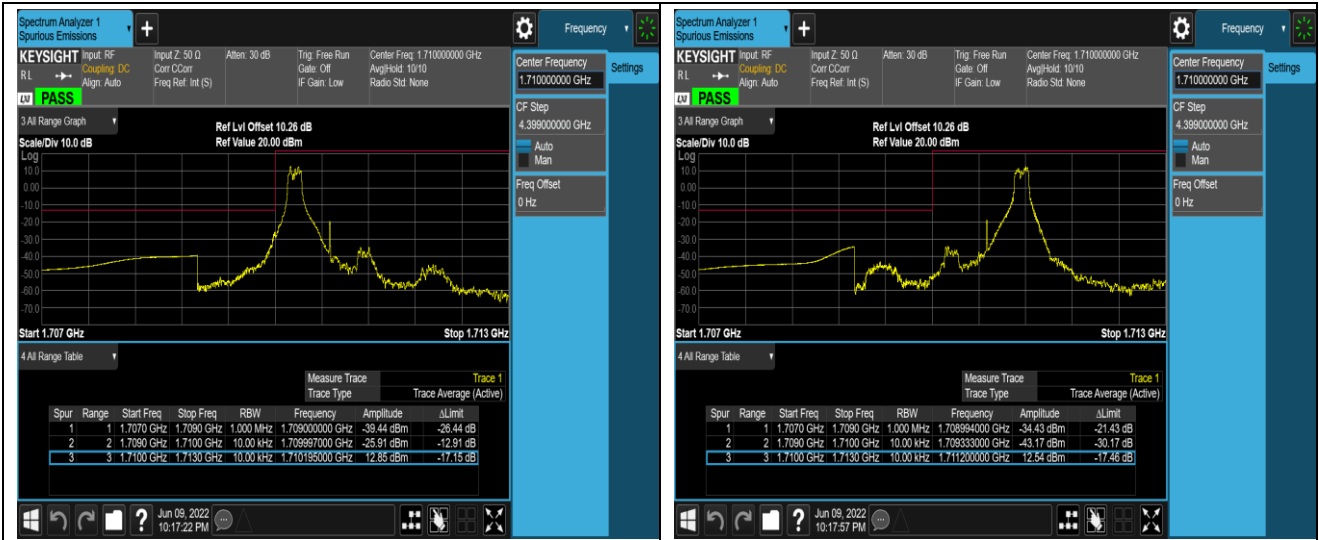 Spectrum Analyzer 1
Spurious Emissions
+
Frequency
KEYSIGHT Input: RF Input Z: 50 Ω Atten: 30 dB Trig: Free Run Center Freq: 1.710000000 GHz
RL Coupling: DC Corr CCorr Gate: Off Avg|Hold: 10/10
Align: Auto Freq Ref: Int (S) IF Gain: Low Radio Std: None
LXI PASS
Center Frequency
1.710000000 GHz
Settings
CF Step
4.399000000 GHz
Auto
Man
Freq Offset
0 Hz
3 All Range Graph
Ref Lvl Offset 10.26 dB
Scale/Div 10.0 dB Ref Value 20.00 dBm
Log
10.0
0.00
-10.0
-20.0
-30.0
-40.0
-50.0
-60.0
-70.0
Start 1.707 GHz Stop 1.713 GHz
4 All Range Table
Measure Trace Trace 1
Trace Type Trace Average (Active)
Spur Range Start Freq Stop Freq RBW Frequency Amplitude ΔLimit
1 1 1.7070 GHz 1.7090 GHz 1.000 MHz 1.709000000 GHz -39.44 dBm -26.44 dB
2 2 1.7090 GHz 1.7100 GHz 10.00 kHz 1.709997000 GHz -25.91 dBm -12.91 dB
3 3 1.7100 GHz 1.7130 GHz 10.00 kHz 1.710195000 GHz 12.85 dBm -17.15 dB
?
Jun 09, 2022
10:17:22 PM
Spectrum Analyzer 1
Spurious Emissions
+
Frequency
KEYSIGHT Input: RF Input Z: 50 Ω Atten: 30 dB Trig: Free Run Center Freq: 1.710000000 GHz
RL Coupling: DC Corr CCorr Gate: Off Avg|Hold: 10/10
Align: Auto Freq Ref: Int (S) IF Gain: Low Radio Std: None
LXI PASS
Center Frequency
1.710000000 GHz
Settings
CF Step
4.399000000 GHz
Auto
Man
Freq Offset
0 Hz
3 All Range Graph
Ref Lvl Offset 10.26 dB
Scale/Div 10.0 dB Ref Value 20.00 dBm
Log
10.0
0.00
-10.0
-20.0
-30.0
-40.0
-50.0
-60.0
-70.0
Start 1.707 GHz Stop 1.713 GHz
4 All Range Table
Measure Trace Trace 1
Trace Type Trace Average (Active)
Spur Range Start Freq Stop Freq RBW Frequency Amplitude ΔLimit
1 1 1.7070 GHz 1.7090 GHz 1.000 MHz 1.708994000 GHz -34.43 dBm -21.43 dB
2 2 1.7090 GHz 1.7100 GHz 10.00 kHz 1.709333000 GHz -43.17 dBm -30.17 dB
3 3 1.7100 GHz 1.7130 GHz 10.00 kHz 1.711200000 GHz 12.54 dBm -17.46 dB
?
Jun 09, 2022
10:17:57 PM